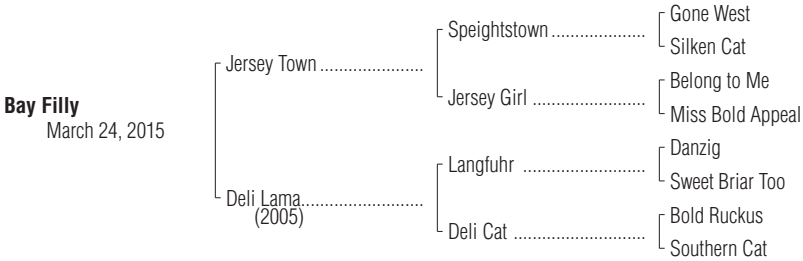 Gone West
Speightstown ....................
Silken Cat
Jersey Town ......................
Belong to Me
Jersey Girl ........................
Miss Bold Appeal
Bay Filly
March 24, 2015
Danzig
Langfuhr ..........................
Sweet Briar Too
Deli Lama..........................
(2005)
Bold Ruckus
Deli Cat ............................
Southern Cat